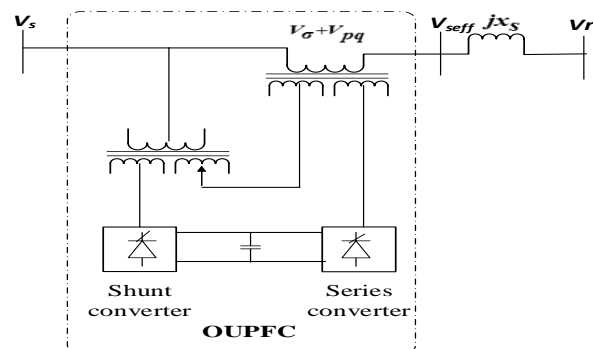 Vs
Vσ+Vpq
Vseff
jxs
Vr
Shunt
converter
Series
converter
OUPFC